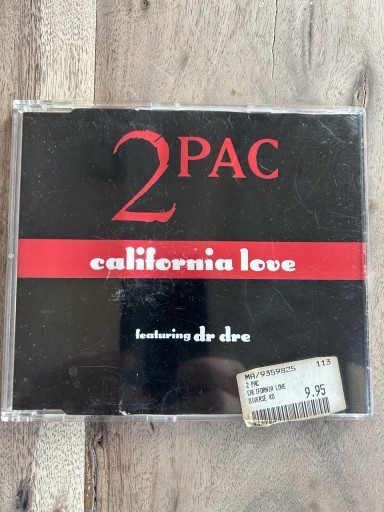 2PAC
california love
featuring dr dre
MA/9359825 113
2 PAC
CALIFORNIA LOVE
DIVERSE KO
9.95